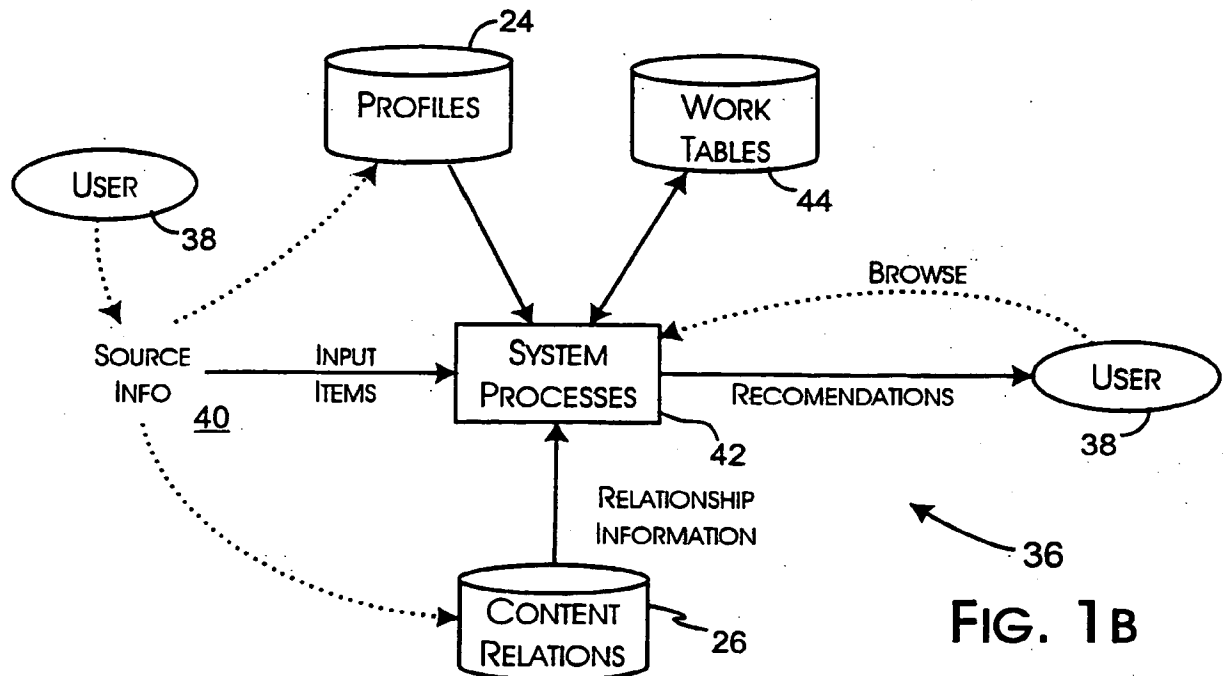 24
PROFILES
WORK
TABLES
44
USER
38
BROWSE
SOURCE
INFO
40
INPUT
ITEMS
SYSTEM
PROCESSES
42
RECOMENDATIONS
USER
38
RELATIONSHIP
INFORMATION
36
CONTENT
RELATIONS
26
FIG. 1B